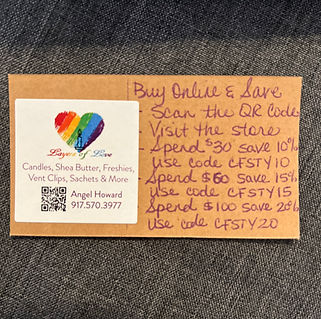 Layers of Love
Candles, Shea Butter, Freshies,
Vent Clips, Sachets & More
Angel Howard
917.570.3977
Buy Online & Save
Scan the QR Code
Visit the store
- Spend $30 save 10%
use code CFSTY10
Spend $60 save 15%
use code CFSTY15
Spend $100 save 20%
use code CFSTY20